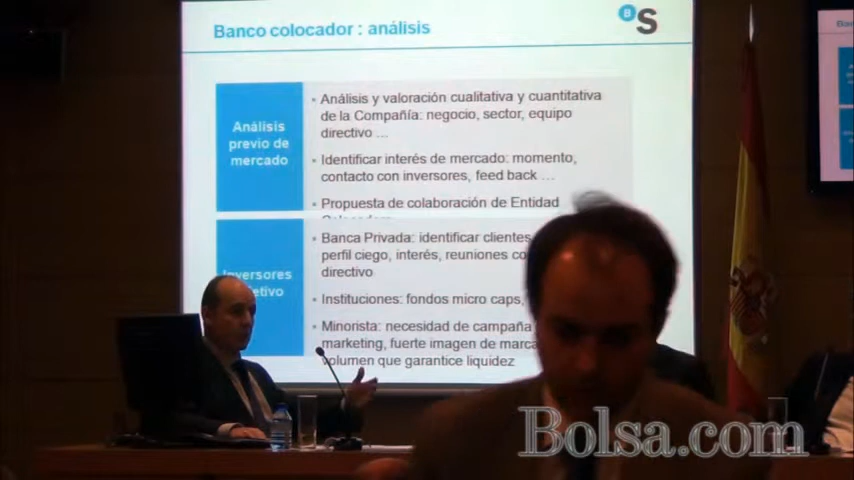 Banco colocador : análisis
B S
Análisis
previo de
mercado
• Análisis y valoración cualitativa y cuantitativa
de la Compañía: negocio, sector, equipo
directivo ...
• Identificar interés de mercado: momento,
contacto con inversores, feed back ...
• Propuesta de colaboración de Entidad
Inversores
• Banca Privada: identificar clientes
perfil ciego, interés, reuniones
directivo
• Instituciones: fondos micro caps,
• Minorista: necesidad de campaña
marketing, fuerte imagen de marca
volumen que garantice liquidez
Bolsa.com